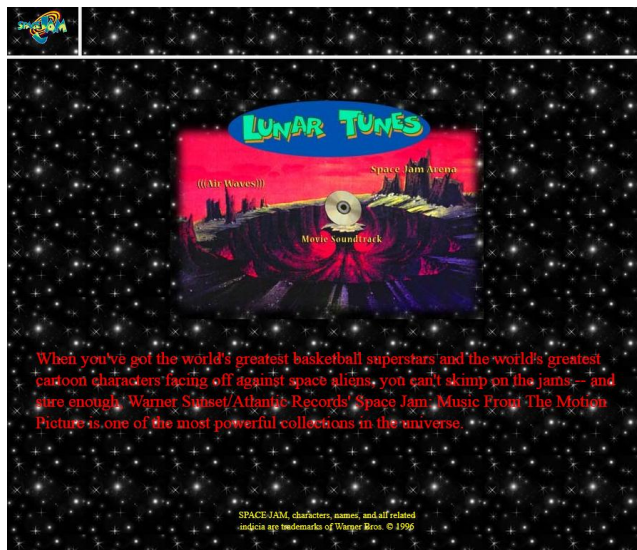 SPACE JAM
LUNAR TUNES
Space Jam Arena
(((Air Waves)))
Movie Soundtrack
When you've got the world's greatest basketball superstars and the world's greatest
cartoon characters facing off against space aliens, you can't skimp on the jams -- and
sure enough, Warner Sunset/Atlantic Records' Space Jam: Music From The Motion
Picture is one of the most powerful collections in the universe.
SPACE JAM, characters, names, and all related
indicia are trademarks of Warner Bros. © 1996